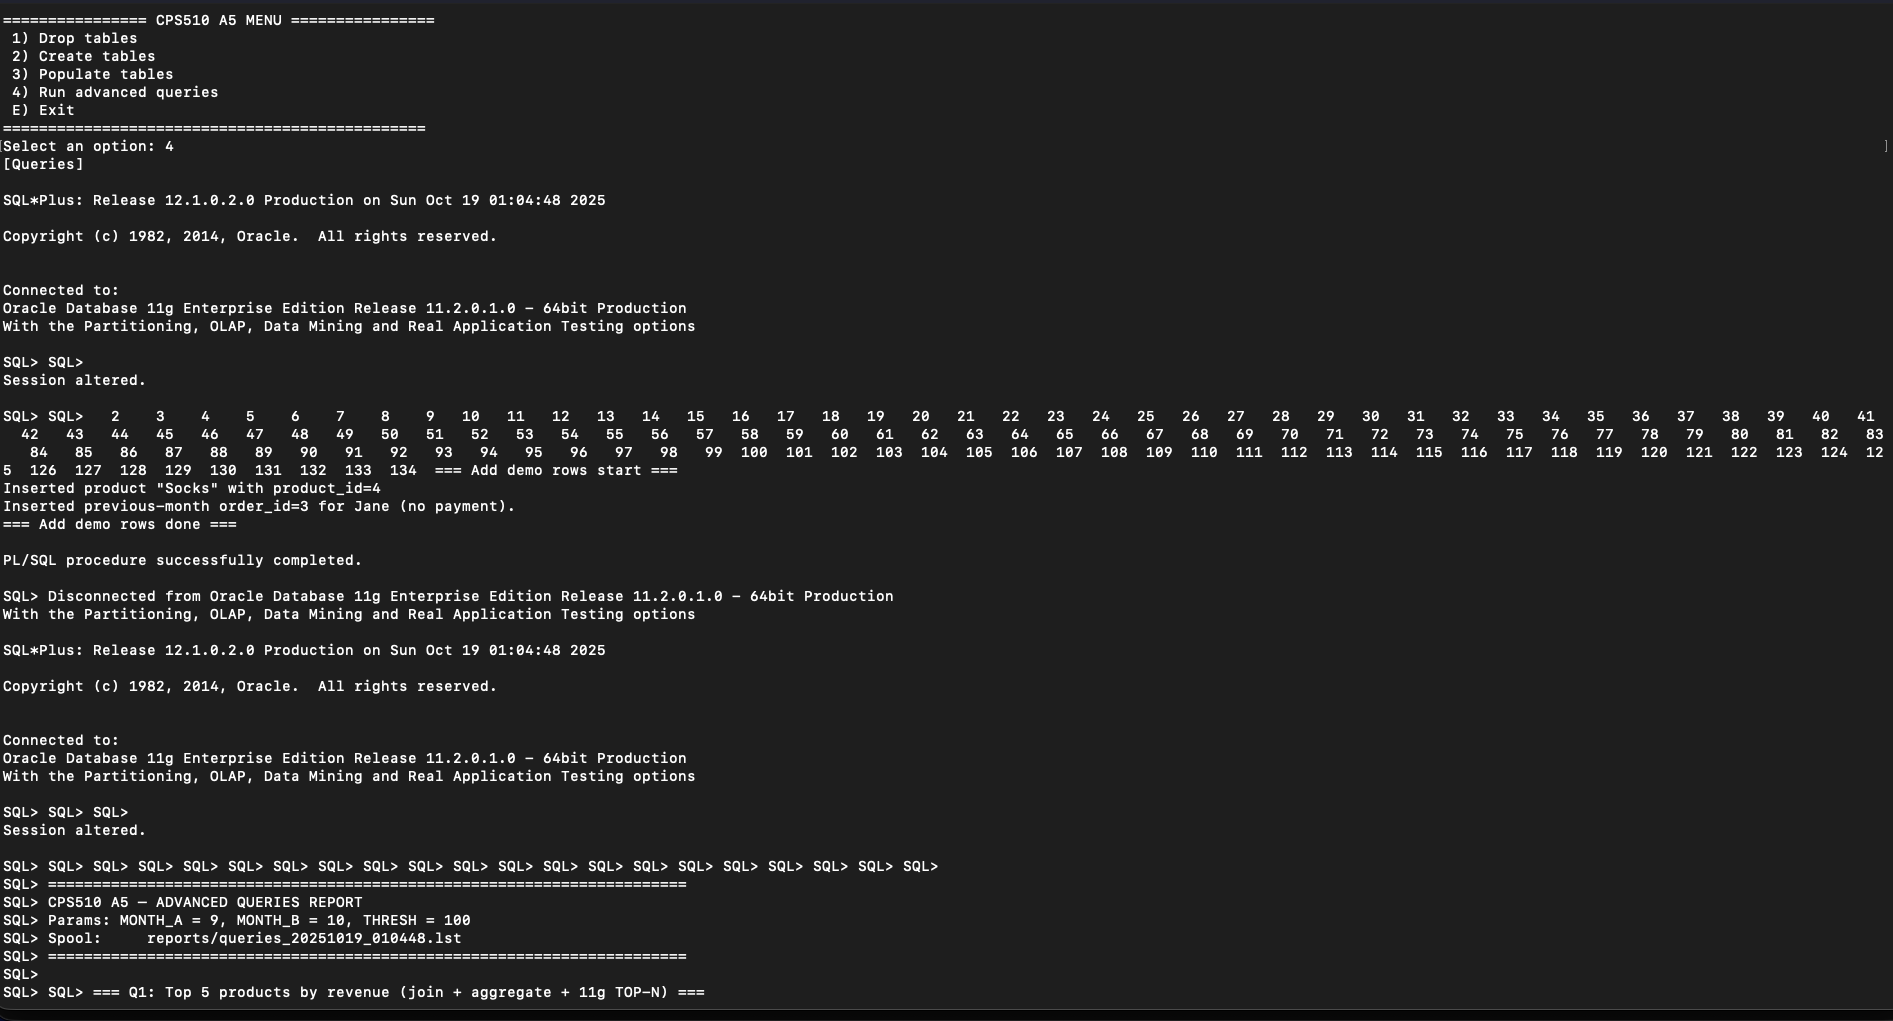 ================ CPS510 A5 MENU ================
 1) Drop tables
 2) Create tables
 3) Populate tables
 4) Run advanced queries
 E) Exit
===============================================
[Select an option: 4 ]
[Queries]
SQL*Plus: Release 12.1.0.2.0 Production on Sun Oct 19 01:04:48 2025
Copyright (c) 1982, 2014, Oracle.  All rights reserved.
Connected to:
Oracle Database 11g Enterprise Edition Release 11.2.0.1.0 - 64bit Production
With the Partitioning, OLAP, Data Mining and Real Application Testing options
SQL> SQL>
Session altered.
SQL> SQL>   2    3    4    5    6    7    8    9   10   11   12   13   14   15   16   17   18   19   20   21   22   23   24   25   26   27   28   29   30   31   32   33   34   35   36   37   38   39   40   41
  42   43   44   45   46   47   48   49   50   51   52   53   54   55   56   57   58   59   60   61   62   63   64   65   66   67   68   69   70   71   72   73   74   75   76   77   78   79   80   81   82   83
   84   85   86   87   88   89   90   91   92   93   94   95   96   97   98   99  100  101  102  103  104  105  106  107  108  109  110  111  112  113  114  115  116  117  118  119  120  121  122  123  124  12
5  126  127  128  129  130  131  132  133  134  === Add demo rows start ===
Inserted product "Socks" with product_id=4
Inserted previous-month order_id=3 for Jane (no payment).
=== Add demo rows done ===
PL/SQL procedure successfully completed.
SQL> Disconnected from Oracle Database 11g Enterprise Edition Release 11.2.0.1.0 - 64bit Production
With the Partitioning, OLAP, Data Mining and Real Application Testing options
SQL*Plus: Release 12.1.0.2.0 Production on Sun Oct 19 01:04:48 2025
Copyright (c) 1982, 2014, Oracle.  All rights reserved.
Connected to:
Oracle Database 11g Enterprise Edition Release 11.2.0.1.0 - 64bit Production
With the Partitioning, OLAP, Data Mining and Real Application Testing options
SQL> SQL> SQL>
Session altered.
SQL> SQL> SQL> SQL> SQL> SQL> SQL> SQL> SQL> SQL> SQL> SQL> SQL> SQL> SQL> SQL> SQL> SQL> SQL> SQL> SQL>
SQL> =======================================================================
SQL> CPS510 A5 — ADVANCED QUERIES REPORT
SQL> Params: MONTH_A = 9, MONTH_B = 10, THRESH = 100
SQL> Spool:     reports/queries_20251019_010448.lst
SQL> =======================================================================
SQL>
SQL> SQL> === Q1: Top 5 products by revenue (join + aggregate + 11g TOP-N) ===